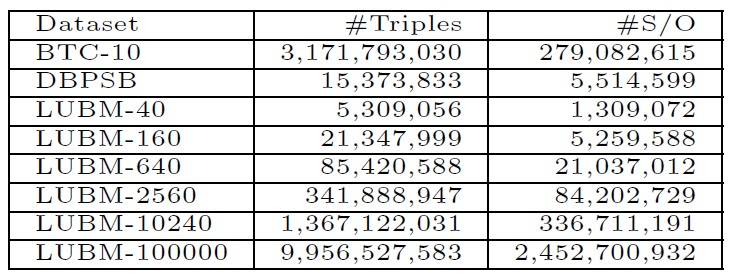 Dataset #Triples #S/O
BTC-10 3,171,793,030 279,082,615
DBPSB 15,373,833 5,514,599
LUBM-40 5,309,056 1,309,072
LUBM-160 21,347,999 5,259,588
LUBM-640 85,420,588 21,037,012
LUBM-2560 341,888,947 84,202,729
LUBM-10240 1,367,122,031 336,711,191
LUBM-100000 9,956,527,583 2,452,700,932